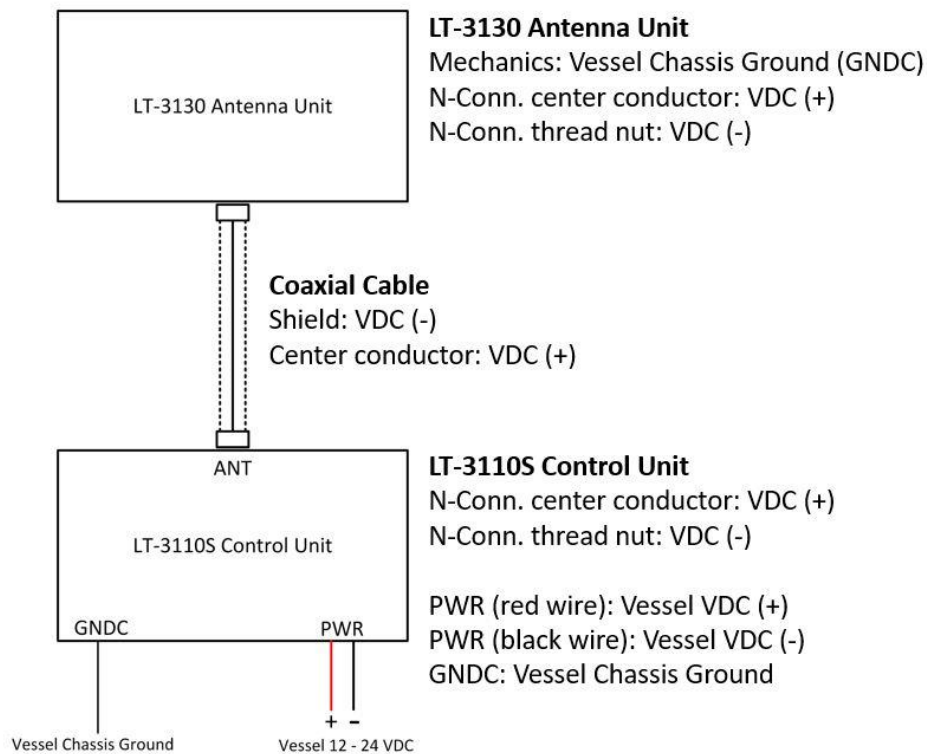 LT-3130 Antenna Unit
LT-3130 Antenna Unit
Mechanics: Vessel Chassis Ground (GNDC)
N-Conn. center conductor: VDC (+)
N-Conn. thread nut: VDC (-)
Coaxial Cable
Shield: VDC (-)
Center conductor: VDC (+)
ANT
LT-3110S Control Unit
GNDC
PWR
LT-3110S Control Unit
N-Conn. center conductor: VDC (+)
N-Conn. thread nut: VDC (-)
PWR (red wire): Vessel VDC (+)
PWR (black wire): Vessel VDC (-)
GNDC: Vessel Chassis Ground
+ -
Vessel Chassis Ground
Vessel 12 - 24 VDC